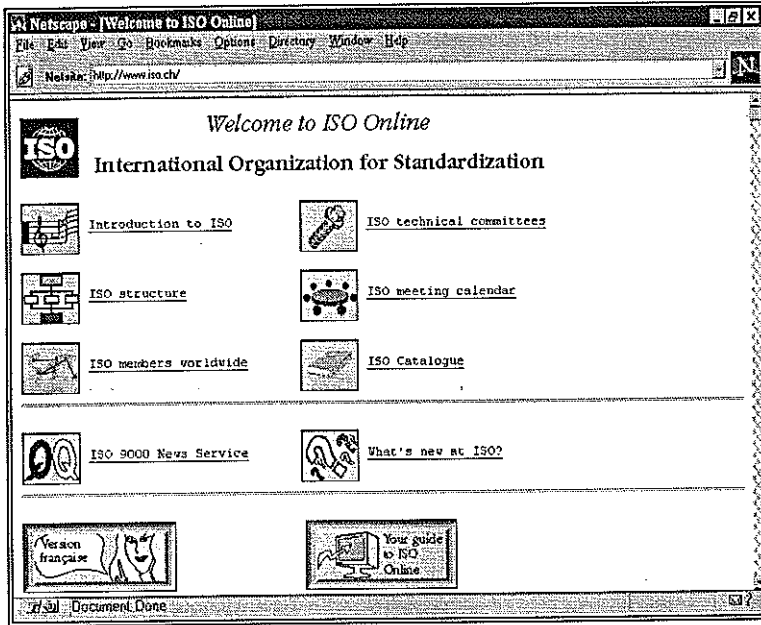 Netscape - [Welcome to ISO Online]
File Edit View Go Bookmarks Options Directory Window Help
Netsite: http://www.iso.ch/
N
Welcome to ISO Online
ISO
International Organization for Standardization
Introduction to ISO
ISO technical committees
ISO structure
ISO meeting calendar
ISO members worldwide
ISO Catalogue
ISO 9000 News Service
What's new at ISO?
Version
française
Your guide
to ISO
Online
Document: Done